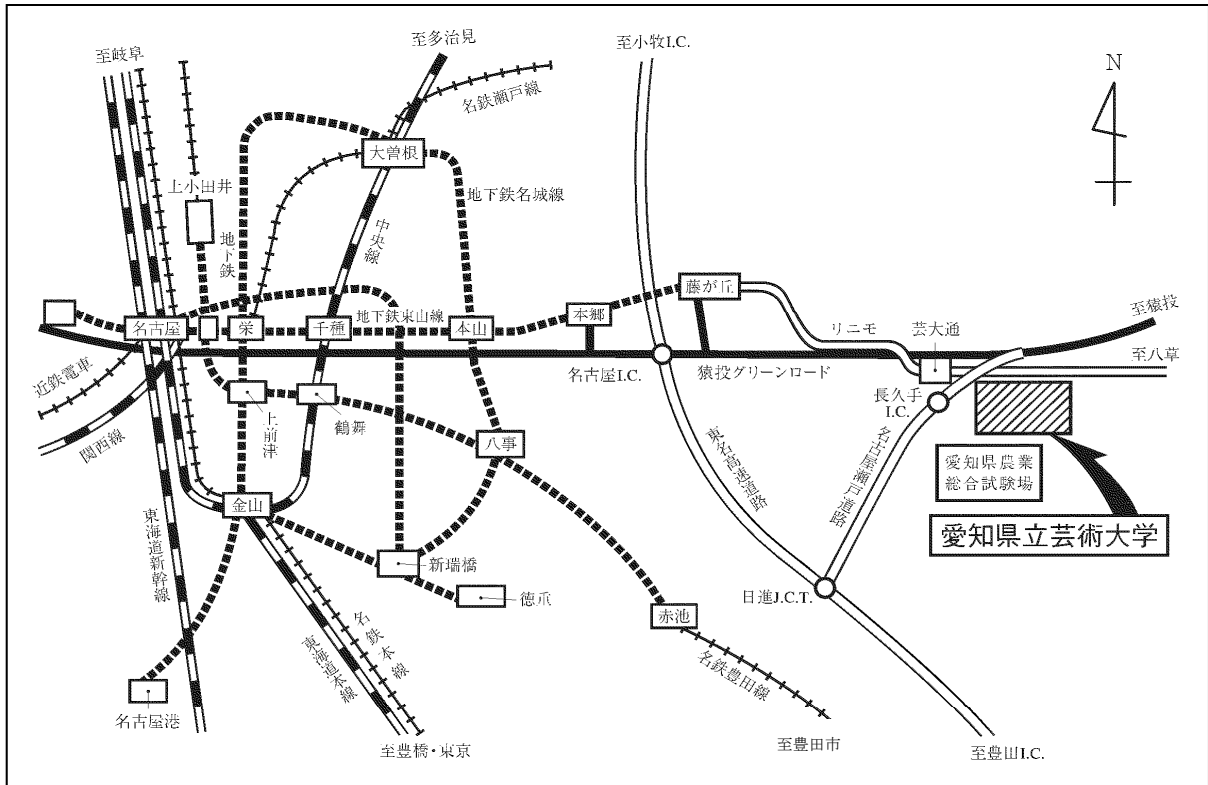 至岐阜
至多治見
至小牧I.C.
N
名鉄瀬戸線
大曽根
上小田井
地下鉄名城線
地下鉄
中央線
藤が丘
至猿投
名古屋
栄
千種
地下鉄東山線
本山
本郷
リニモ
芸大通
至八草
近鉄電車
名古屋I.C.
猿投グリーンロード
長久手
I.C.
関西線
上前津
鶴舞
八事
東名高速道路
名古屋瀬戸道路
愛知県農業
総合試験場
金山
愛知県立芸術大学
東海道新幹線
新瑞橋
徳重
日進J.C.T.
赤池
名鉄本線
東海道本線
名鉄豊田線
名古屋港
至豊橋・東京
至豊田市
至豊田I.C.